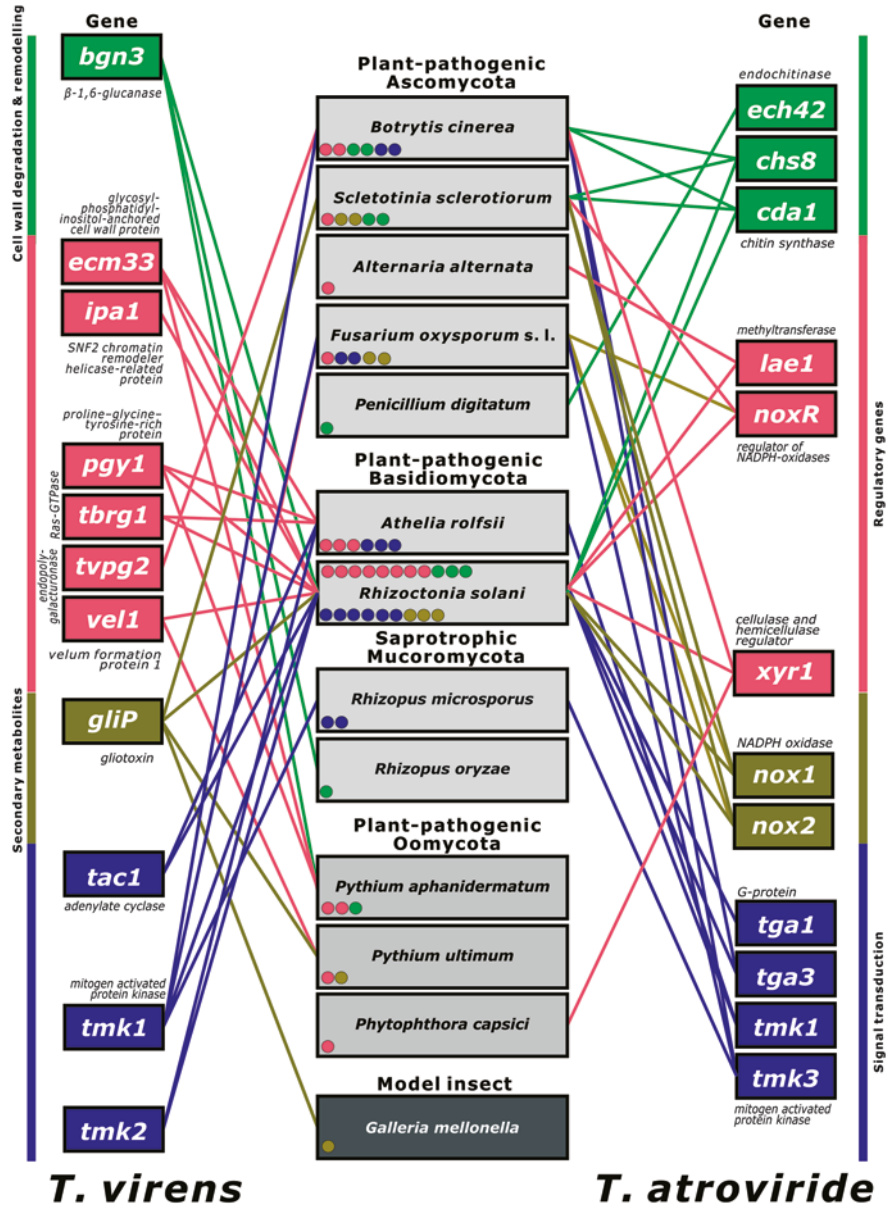 Gene
bgn3
β-1,6-glucanase
glycosyl-
phosphatidyl-
inositol-anchored
cell wall protein
ecm33
ipa1
SNF2 chromatin
remodeler
helicase-related
protein
proline–glycine–
tyrosine-rich
protein
pgy1
tbrg1
tvpg2
vel1
velum formation
protein 1
gliP
gliotoxin
tac1
adenylate cyclase
mitogen activated
protein kinase
tmk1
tmk2
Ras-GTPase
endopoly-
galacturonase
Cell wall degradation & remodelling
Secondary metabolites
T. virens
Plant-pathogenic
Ascomycota
Botrytis cinerea
Scletotinia sclerotiorum
Alternaria alternata
Fusarium oxysporum s. l.
Penicillium digitatum
Plant-pathogenic
Basidiomycota
Athelia rolfsii
Rhizoctonia solani
Saprotrophic
Mucoromycota
Rhizopus microsporus
Rhizopus oryzae
Plant-pathogenic
Oomycota
Pythium aphanidermatum
Pythium ultimum
Phytophthora capsici
Model insect
Galleria mellonella
Gene
endochitinase
ech42
chs8
cda1
chitin synthase
methyltransferase
lae1
noxR
regulator of
NADPH-oxidases
cellulase and
hemicellulase
regulator
xyr1
NADPH oxidase
nox1
nox2
G-protein
tga1
tga3
tmk1
tmk3
mitogen activated
protein kinase
Regulatory genes
Signal transduction
T. atroviride